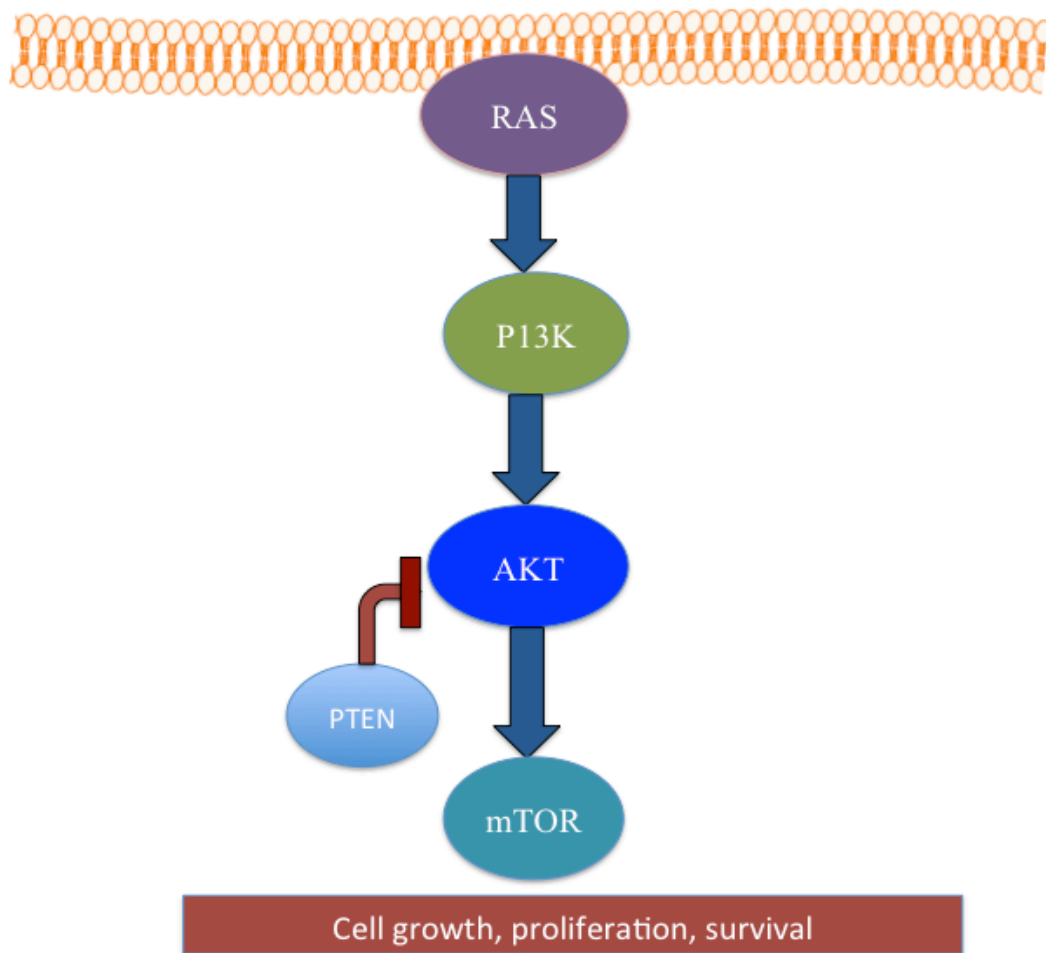 RAS
P13K
AKT
PTEN
mTOR
Cell growth, proliferation, survival